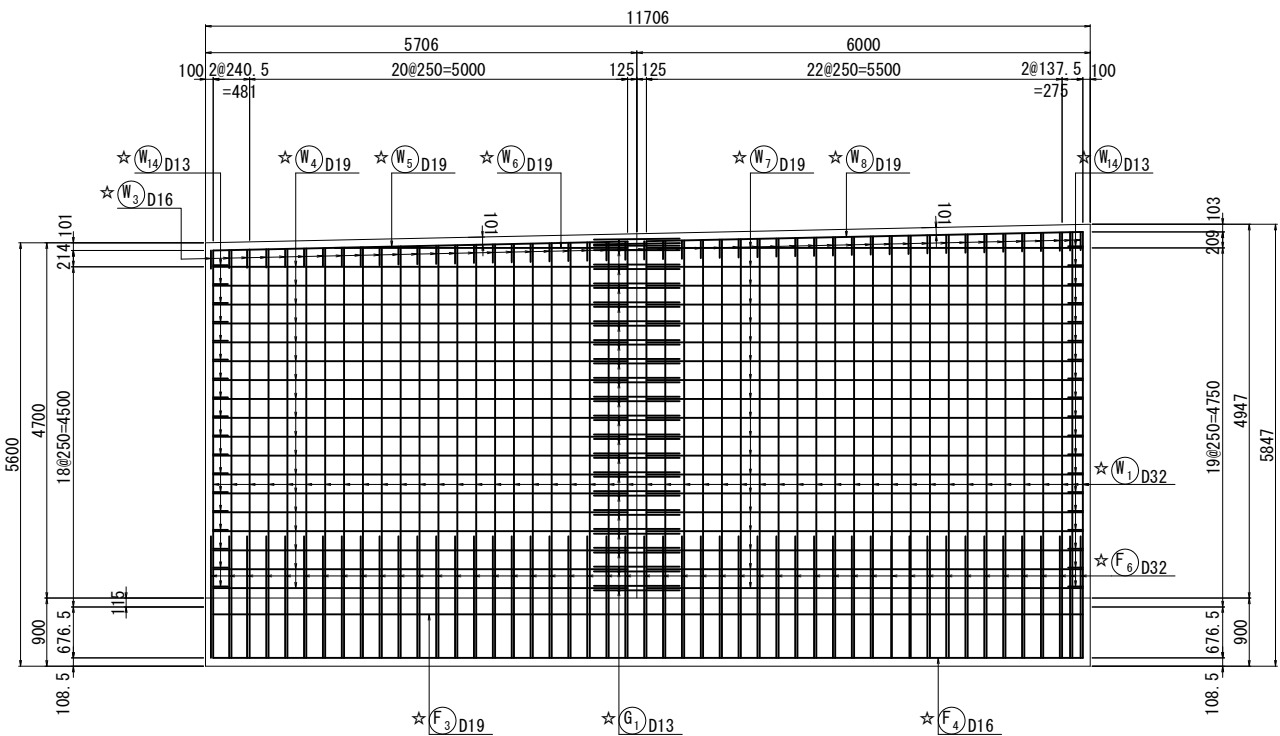 11706
5706
6000
100
2@240.5
=481
20@250=5000
125
125
22@250=5500
2@137.5
=275
100
☆W14 D13
☆W4 D19
☆W5 D19
☆W6 D19
☆W7 D19
☆W8 D19
☆W14 D13
☆W3 D16
101
101
101
103
214
209
5600
4700
18@250=4500
19@250=4750
4947
5847
☆W1 D32
☆F6 D32
115
900
676.5
108.5
676.5
900
108.5
☆F3 D19
☆G1 D13
☆F4 D16